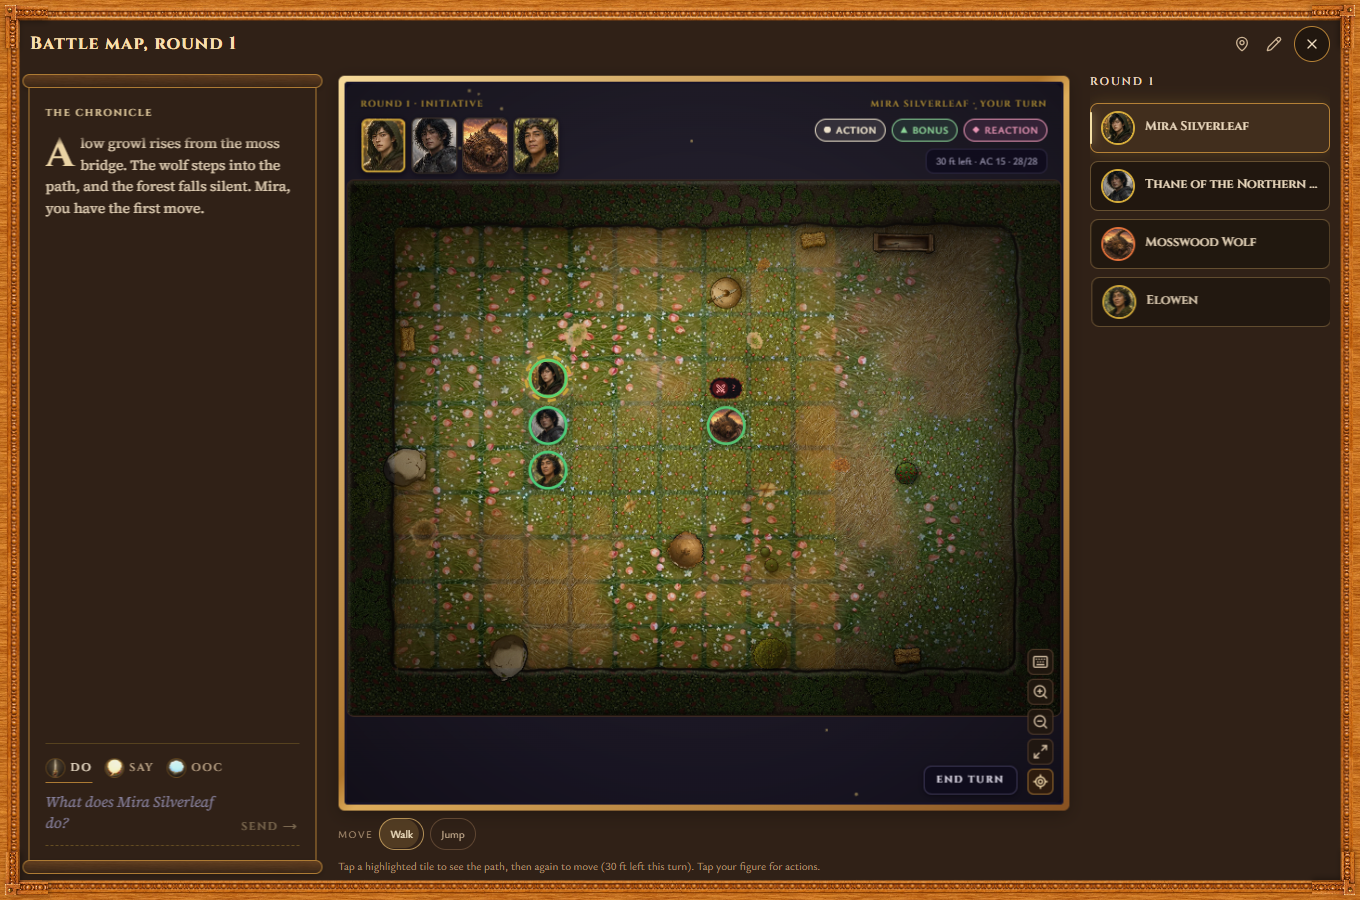 BATTLE MAP, ROUND 1
THE CHRONICLE
A low growl rises from the moss
bridge. The wolf steps into the
path, and the forest falls silent. Mira,
you have the first move.
DO SAY OOC
What does Mira Silverleaf
do?
SEND →
ROUND 1 · INITIATIVE
MIRA SILVERLEAF · YOUR TURN
ACTION BONUS REACTION
30 ft left · AC 15 · 28/28
END TURN
MOVE Walk Jump
Tap a highlighted tile to see the path, then again to move (30 ft left this turn). Tap your figure for actions.
ROUND 1
MIRA SILVERLEAF
THANE OF THE NORTHERN ...
MOSSWOOD WOLF
ELOWEN